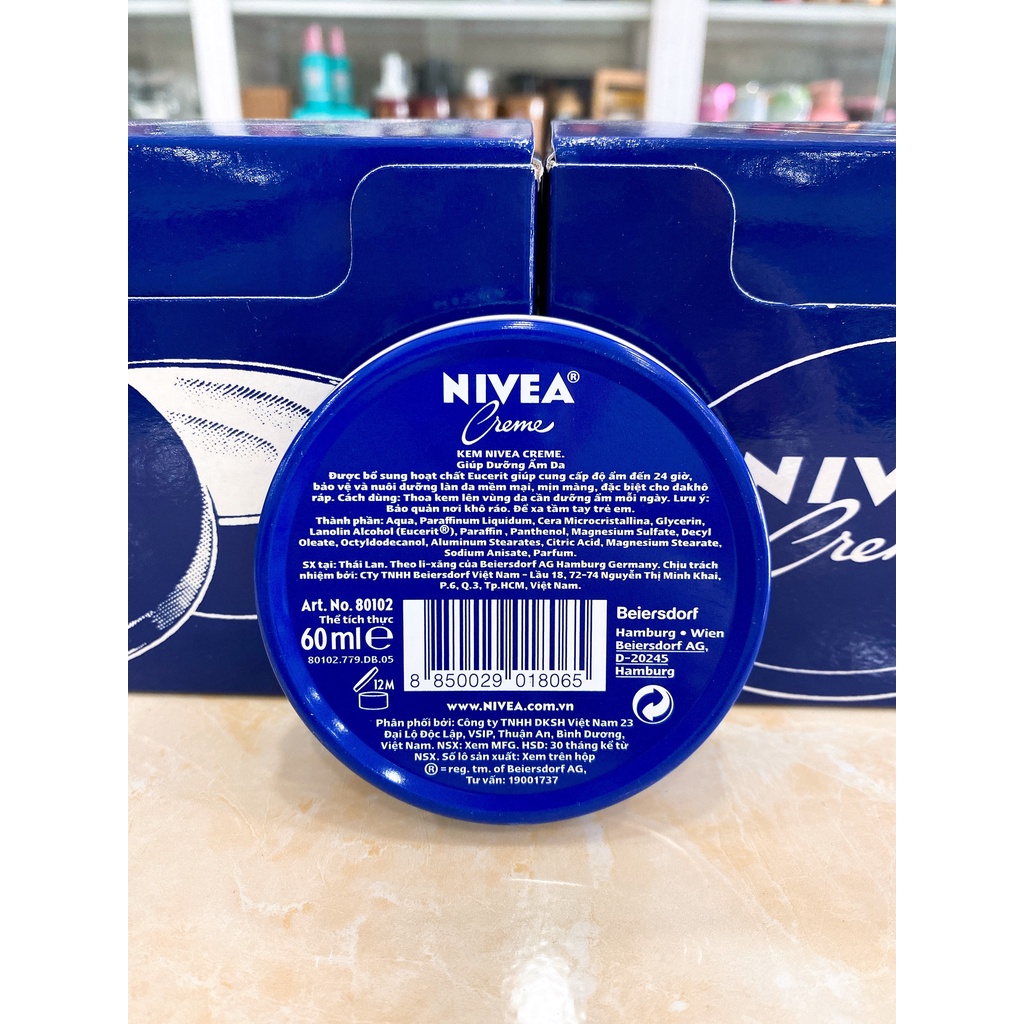 NIVEA®
Creme
KEM NIVEA CREME.
Giúp Dưỡng Ẩm Da
Được bổ sung hoạt chất Eucerit giúp cung cấp độ ẩm đến 24 giờ,
bảo vệ và nuôi dưỡng làn da mềm mại, mịn màng, đặc biệt cho dakhô
ráp. Cách dùng: Thoa kem lên vùng da cần dưỡng ẩm mỗi ngày. Lưu ý:
Bảo quản nơi khô ráo. Để xa tầm tay trẻ em.
Thành phần: Aqua, Paraffinum Liquidum, Cera Microcristallina, Glycerin,
Lanolin Alcohol (Eucerit®), Paraffin, Panthenol, Magnesium Sulfate, Decyl
Oleate, Octyldodecanol, Aluminum Stearates, Citric Acid, Magnesium Stearate,
Sodium Anisate, Parfum.
SX tại: Thái Lan. Theo li-xăng của Beiersdorf AG Hamburg Germany. Chịu trách
nhiệm bởi: CTy TNHH Beiersdorf Việt Nam – Lầu 18, 72-74 Nguyễn Thị Minh Khai,
P.6, Q.3, Tp.HCM, Việt Nam.
Art. No. 80102
Thể tích thực
60 ml e
80102.779.DB.05
12M
8 850029 018065
Beiersdorf
Hamburg • Wien
Beiersdorf AG,
D-20245
Hamburg
www.NIVEA.com.vn
Phân phối bởi: Công ty TNHH DKSH Việt Nam 23
Đại Lộ Độc Lập, VSIP, Thuận An, Bình Dương,
Việt Nam. NSX: Xem MFG. HSD: 30 tháng kể từ
NSX. Số lô sản xuất: Xem trên hộp
® = reg. tm. of Beiersdorf AG,
Tư vấn: 19001737
NIV
Cre